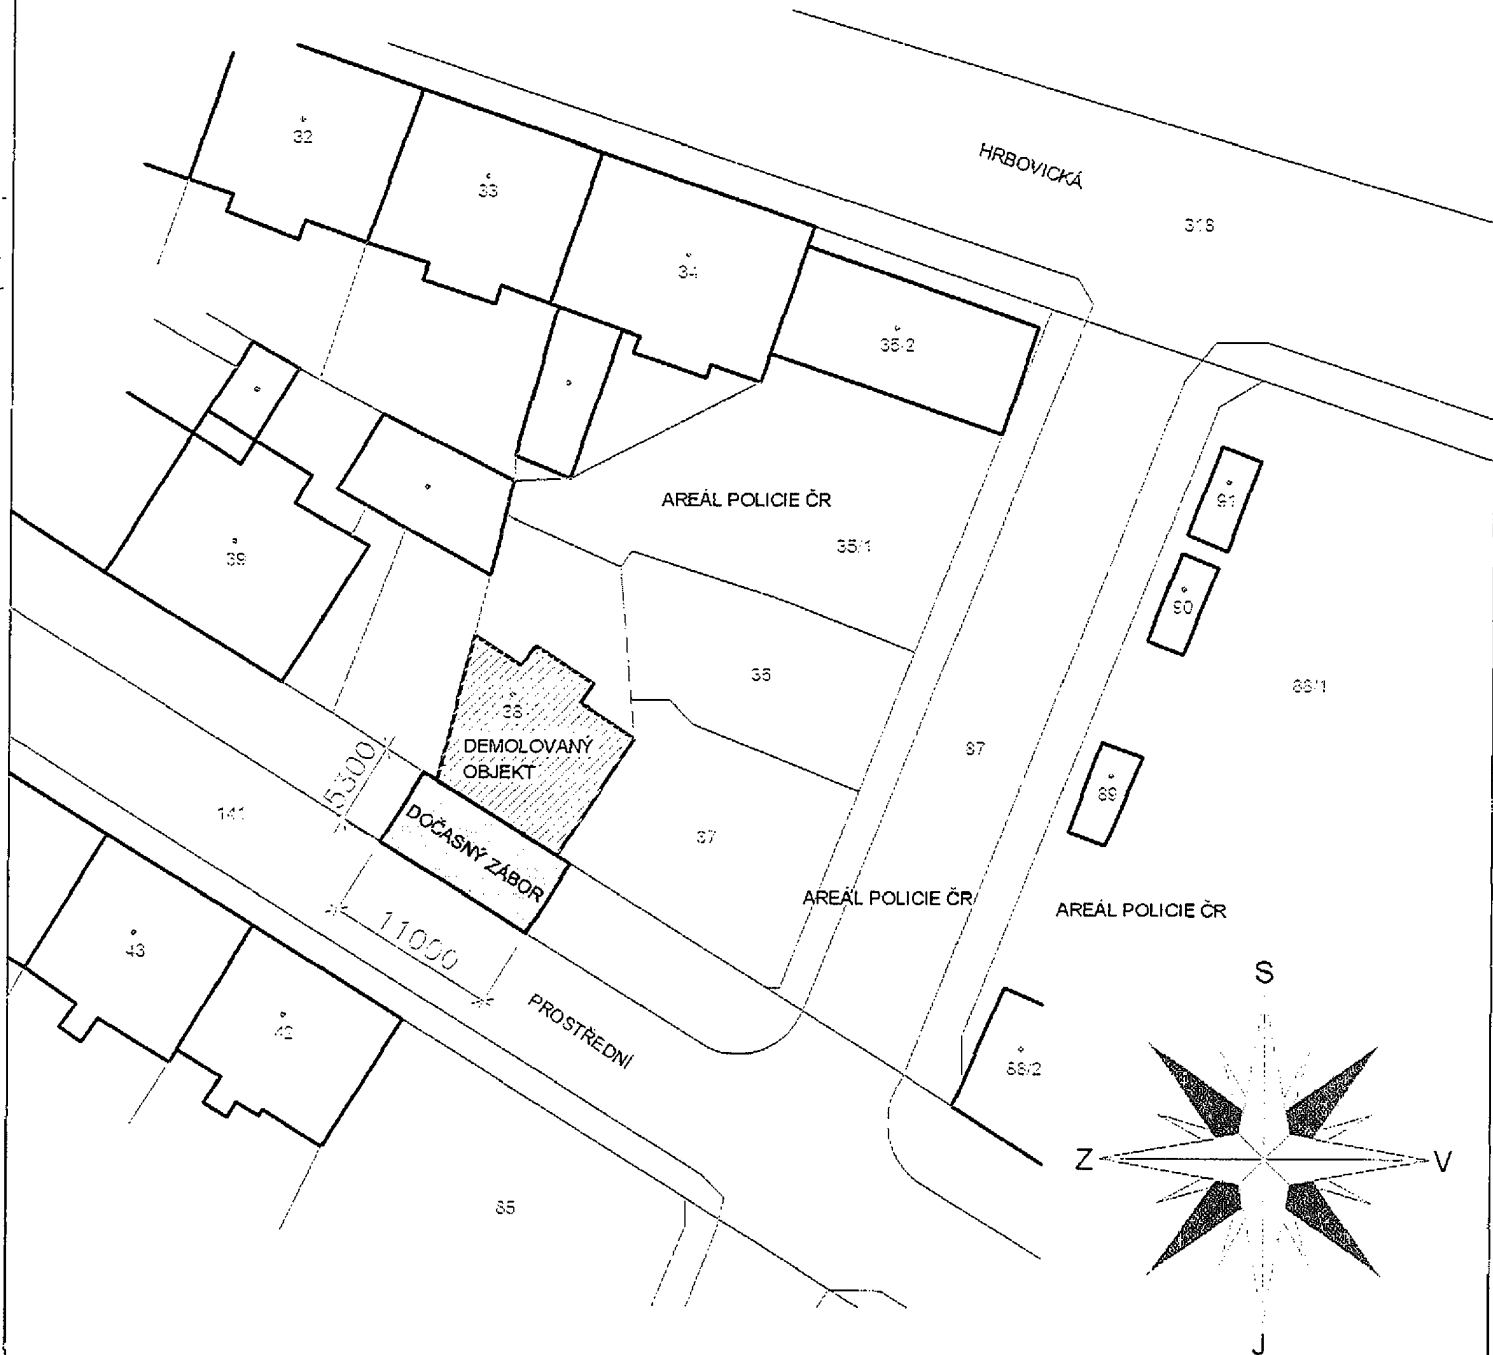 HRBOVICKÁ
32
33
318
34
35/2
91
AREÁL POLICIE ČR
39
35/1
90
36
88/1
38
DEMOLOVANÝ
OBJEKT
87
5300
89
141
DOČASNÝ ZÁBOR
37
AREÁL POLICIE ČR
AREÁL POLICIE ČR
11000
43
PROSTŘEDNÍ
42
88/2
S
Z
V
J
85